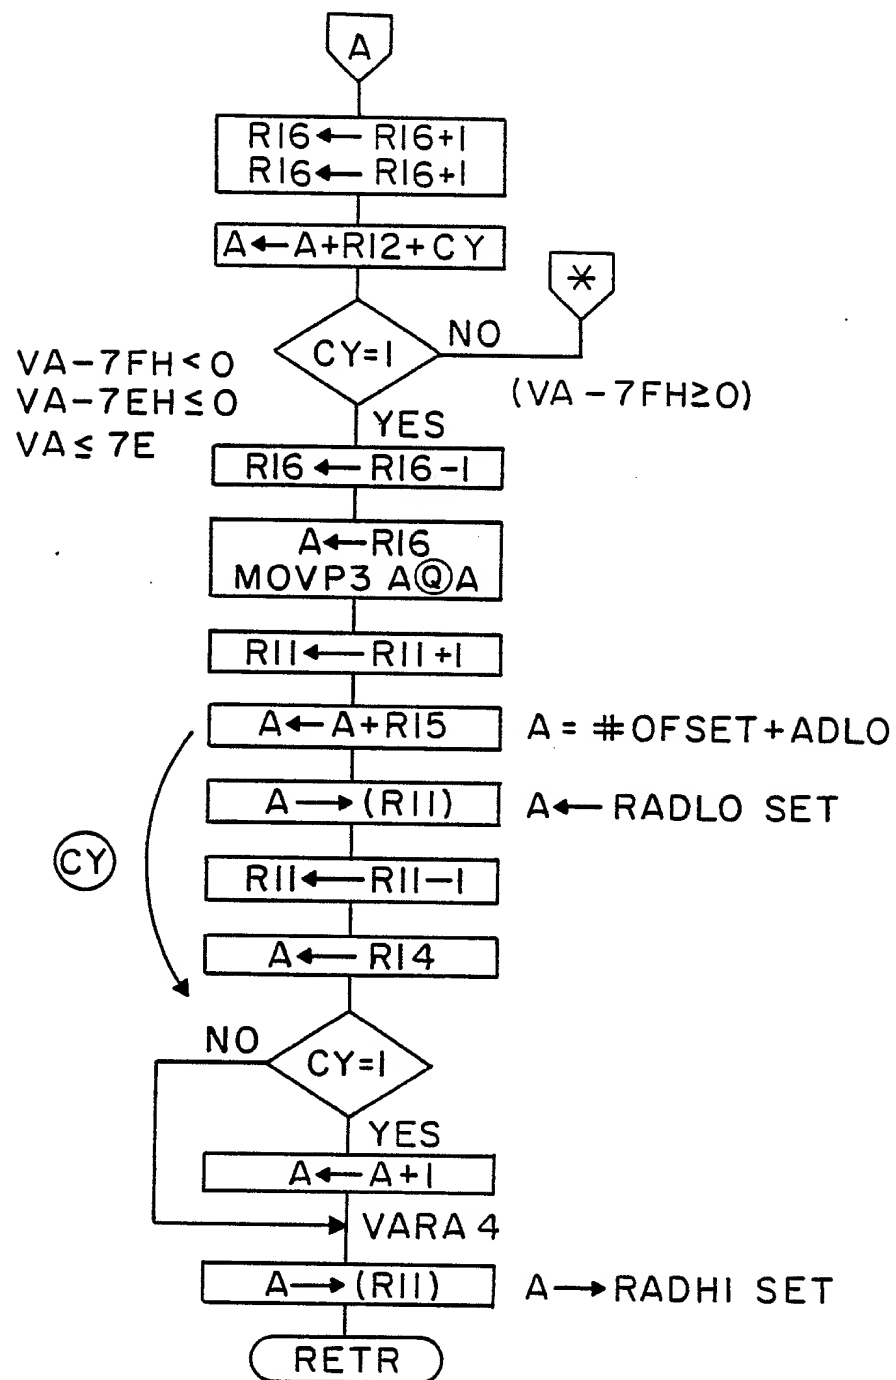 A
R16 ← R16+1
R16 ← R16+1
A ← A+R12+CY
*
CY=1
NO
(VA-7FH≥0)
VA-7FH<0
VA-7EH≤0
VA≤7E
YES
R16 ← R16-1
A ← R16
MOVP3 A Ⓠ A
R11 ← R11+1
A ← A+R15
A = #OFSET+ADLO
A → (R11)
A ← RADLO SET
CY
R11 ← R11-1
A ← R14
NO
CY=1
YES
A ← A+1
VARA 4
A → (R11)
A → RADHI SET
RETR